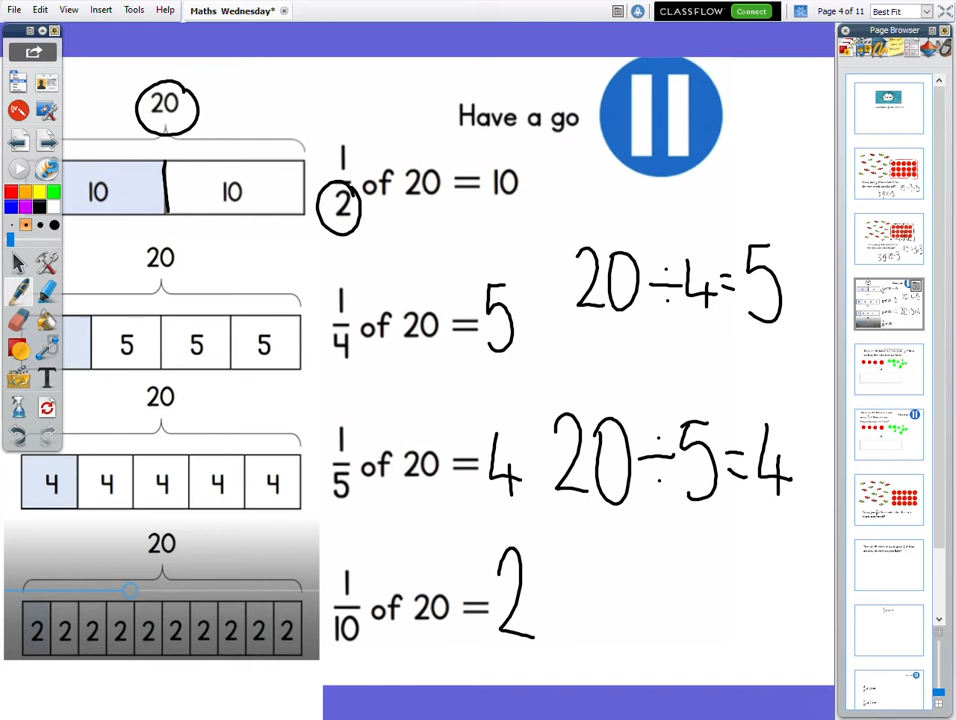 File Edit View Insert Tools Help
Maths Wednesday*
CLASSFLOW Connect
Page 4 of 11 Best Fit
Page Browser
20
Have a go
10 10
1/2 of 20 = 10
20
5 5 5
1/4 of 20 = 5
20 ÷ 4 = 5
20
4 4 4 4 4
1/5 of 20 = 4
20 ÷ 5 = 4
20
2 2 2 2 2 2 2 2 2 2
1/10 of 20 = 2